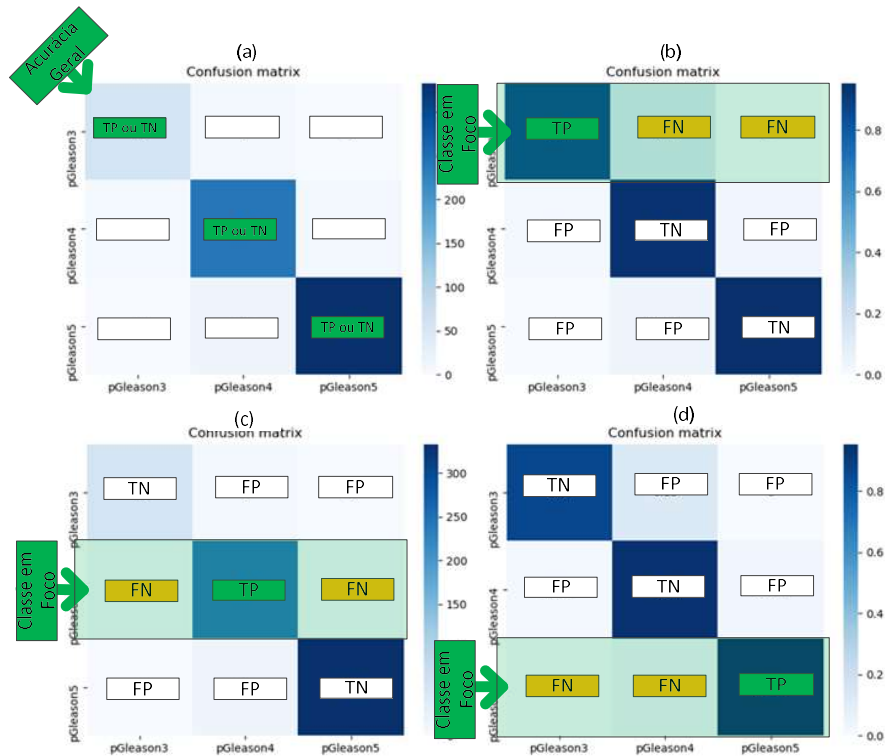 Acurácia
Geral
(a)
Confusion matrix
pGleason3
pGleason4
pGleason5
TP ou TN
TP ou TN
TP ou TN
pGleason3
pGleason4
pGleason5
200
150
100
50
0
(b)
Confusion matrix
Classe em
Foco
TP
FN
FN
pGleason4
FP
TN
FP
pGleason5
FP
FP
TN
pGleason3
pGleason4
pGleason5
0.8
0.6
0.4
0.2
0.0
(c)
Confusion matrix
pGleason3
TN
FP
FP
Classe em
Foco
FN
TP
FN
pGleason5
FP
FP
TN
pGleason3
pGleason4
pGleason5
300
250
200
150
0
(d)
Confusion matrix
pGleason3
TN
FP
FP
pGleason4
FP
TN
FP
Classe em
Foco
pGleason5
FN
FN
TP
pGleason3
pGleason4
pGleason5
0.8
0.6
0.4
0.2
0.0